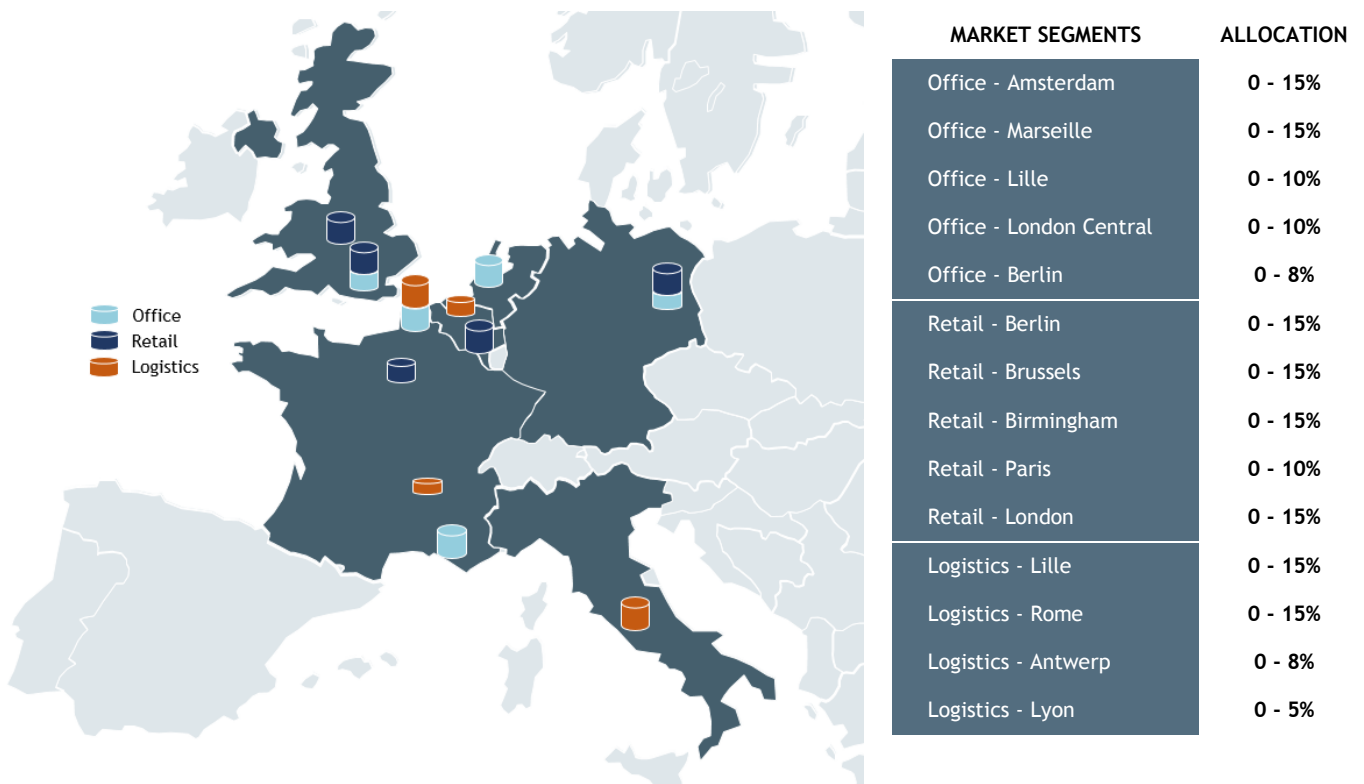 Office
Retail
Logistics
MARKET SEGMENTS ALLOCATION
Office - Amsterdam 0 - 15%
Office - Marseille 0 - 15%
Office - Lille 0 - 10%
Office - London Central 0 - 10%
Office - Berlin 0 - 8%
Retail - Berlin 0 - 15%
Retail - Brussels 0 - 15%
Retail - Birmingham 0 - 15%
Retail - Paris 0 - 10%
Retail - London 0 - 15%
Logistics - Lille 0 - 15%
Logistics - Rome 0 - 15%
Logistics - Antwerp 0 - 8%
Logistics - Lyon 0 - 5%